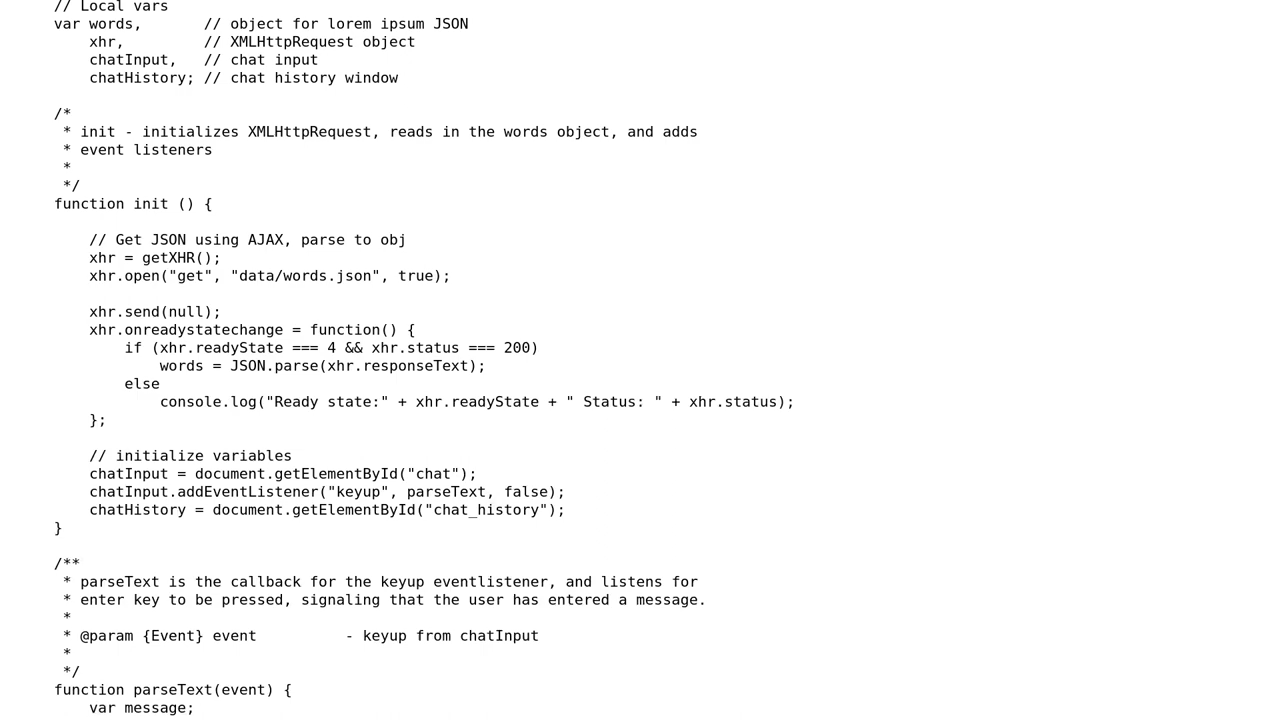 // Local vars
var words,       // object for lorem ipsum JSON
    xhr,         // XMLHttpRequest object
    chatInput,   // chat input
    chatHistory; // chat history window

/*
 * init - initializes XMLHttpRequest, reads in the words object, and adds
 * event listeners
 *
 */
function init () {

    // Get JSON using AJAX, parse to obj
    xhr = getXHR();
    xhr.open("get", "data/words.json", true);

    xhr.send(null);
    xhr.onreadystatechange = function() {
        if (xhr.readyState === 4 && xhr.status === 200)
            words = JSON.parse(xhr.responseText);
        else
            console.log("Ready state:" + xhr.readyState + " Status: " + xhr.status);
    };

    // initialize variables
    chatInput = document.getElementById("chat");
    chatInput.addEventListener("keyup", parseText, false);
    chatHistory = document.getElementById("chat_history");
}

/**
 * parseText is the callback for the keyup eventlistener, and listens for
 * enter key to be pressed, signaling that the user has entered a message.
 *
 * @param {Event} event          - keyup from chatInput
 *
 */
function parseText(event) {
    var message;